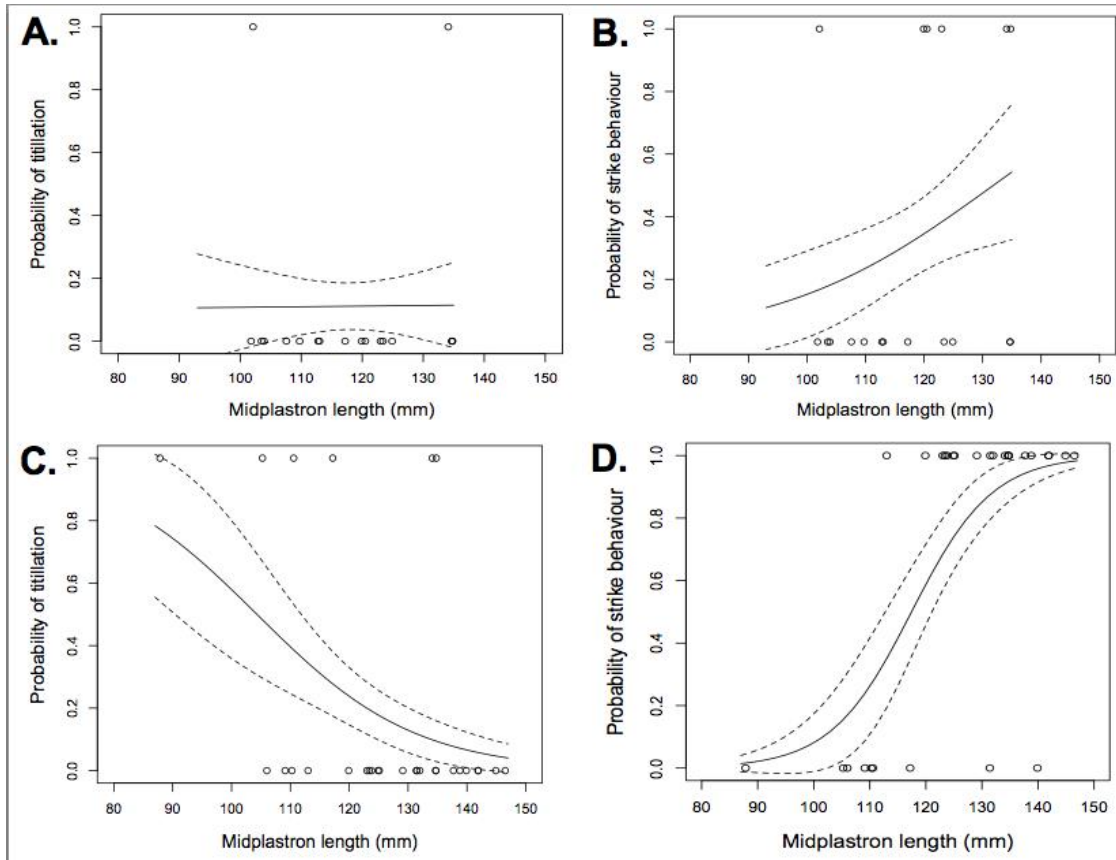 A.
Probability of titillation
0.0 0.2 0.4 0.6 0.8 1.0
80 90 100 110 120 130 140 150
Midplastron length (mm)
B.
Probability of strike behaviour
0.0 0.2 0.4 0.6 0.8 1.0
80 90 100 110 120 130 140 150
Midplastron length (mm)
C.
Probability of titillation
0.0 0.2 0.4 0.6 0.8 1.0
80 90 100 110 120 130 140 150
Midplastron length (mm)
D.
Probability of strike behaviour
0.0 0.2 0.4 0.6 0.8 1.0
80 90 100 110 120 130 140 150
Midplastron length (mm)